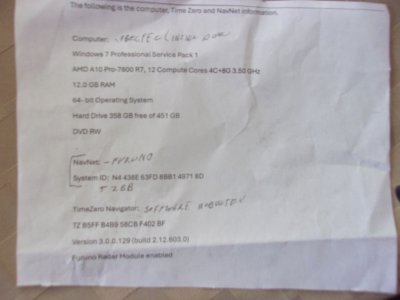 The following is the computer, Time Zero and NavNet information.
Computer:
Windows 7 Professional Service Pack 1
AMD A10 Pro-7800 R7, 12 Compute Cores 4C+8G 3.50 GHz
12.0 GB RAM
64- bit Operating System
Hard Drive 358 GB free of 451 GB
DVD RW
NavNet: - FURUNO
System ID: N4 436E 63FD 8BB1 4971 8D
TimeZero Navigator: SOFTWARE
TZ B5FF B4B9 58CB F402 BF
Version 3.0.0.129 (build 2.12.603.0)
Furuno Radar Module enabled